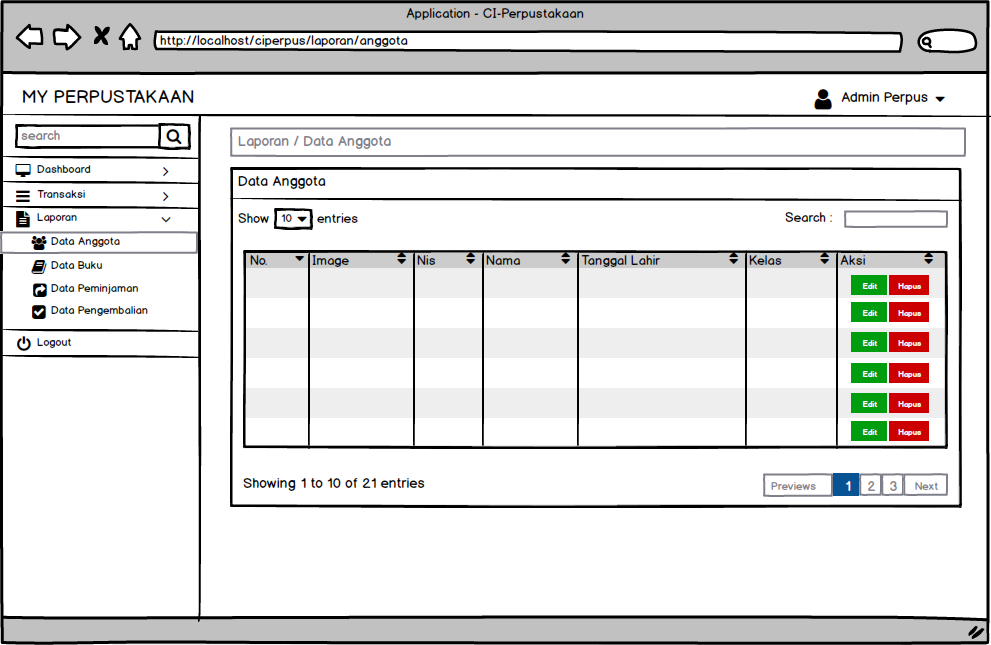 Application - CI-Perpustakaan
http://localhost/ciperpus/laporan/anggota
MY PERPUSTAKAAN
Admin Perpus
search
Dashboard
Transaksi
Laporan
Data Anggota
Data Buku
Data Peminjaman
Data Pengembalian
Logout
Laporan / Data Anggota
Data Anggota
Show 10 entries
Search :
No. Image Nis Nama Tanggal Lahir Kelas Aksi
Edit Hapus
Edit Hapus
Edit Hapus
Edit Hapus
Edit Hapus
Edit Hapus
Showing 1 to 10 of 21 entries
Previews 1 2 3 Next